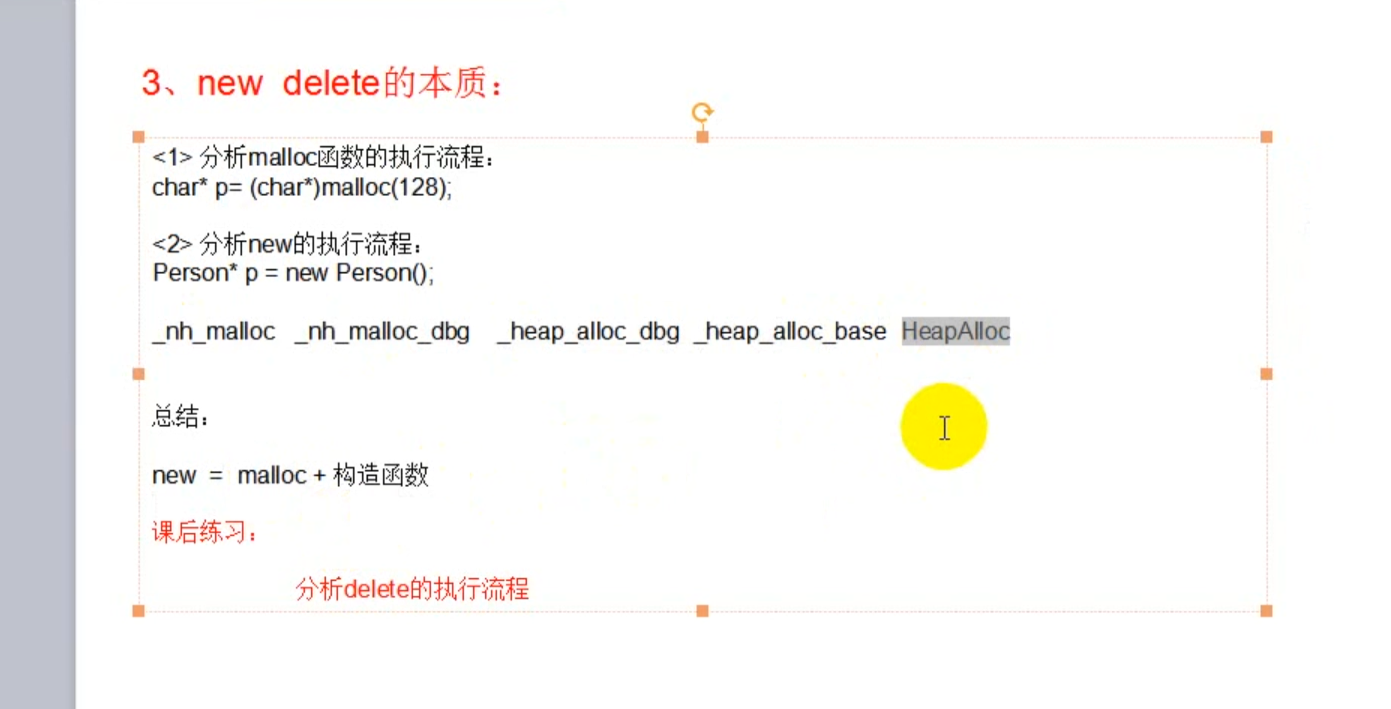 3、new  delete的本质：
<1> 分析malloc函数的执行流程：
char* p= (char*)malloc(128);
<2> 分析new的执行流程：
Person* p = new Person();
_nh_malloc   _nh_malloc_dbg    _heap_alloc_dbg  _heap_alloc_base  HeapAlloc
总结：
new  =  malloc + 构造函数
课后练习：
分析delete的执行流程